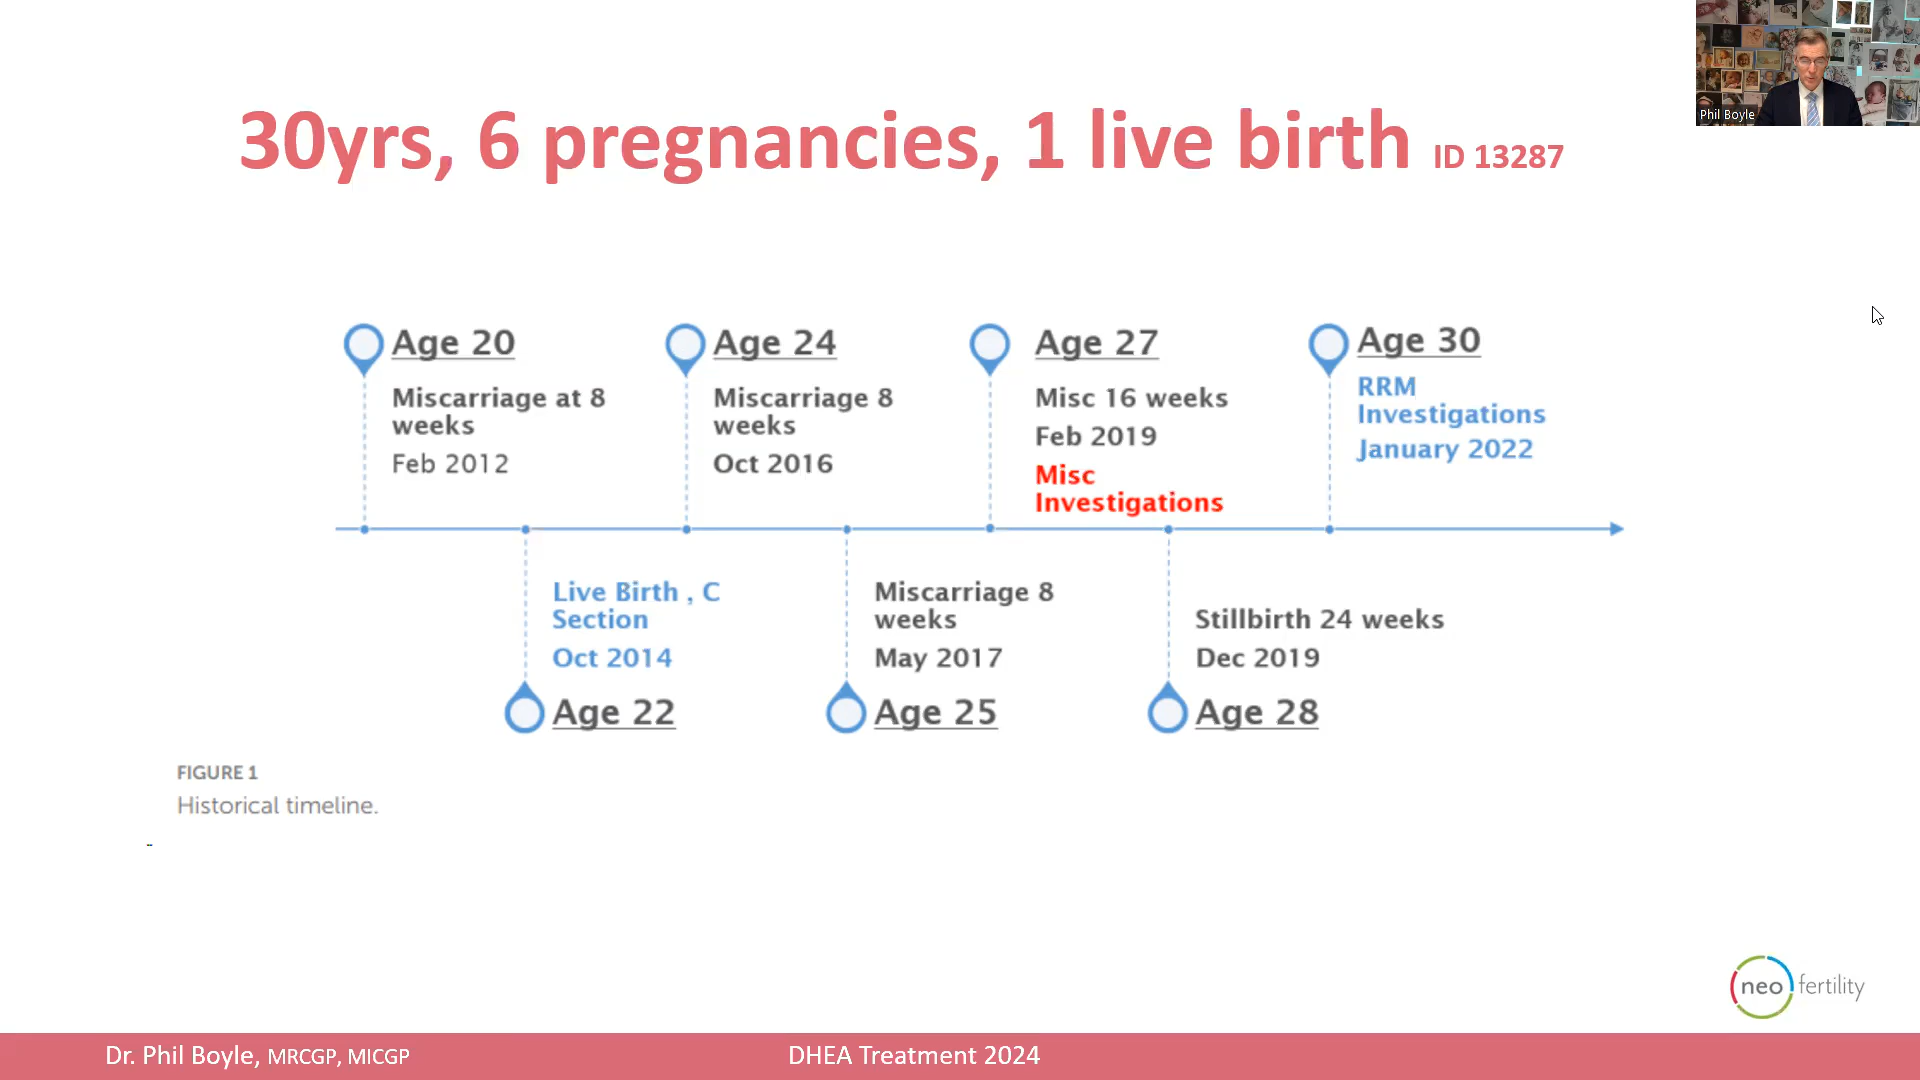 Phil Boyle
30yrs, 6 pregnancies, 1 live birth ID 13287
Age 20
Miscarriage at 8
weeks
Feb 2012
Age 24
Miscarriage 8
weeks
Oct 2016
Age 27
Misc 16 weeks
Feb 2019
Misc
Investigations
Age 30
RRM
Investigations
January 2022
Live Birth , C
Section
Oct 2014
Age 22
Miscarriage 8
weeks
May 2017
Age 25
Stillbirth 24 weeks
Dec 2019
Age 28
FIGURE 1
Historical timeline.
neo fertility
Dr. Phil Boyle, MRCGP, MICGP
DHEA Treatment 2024